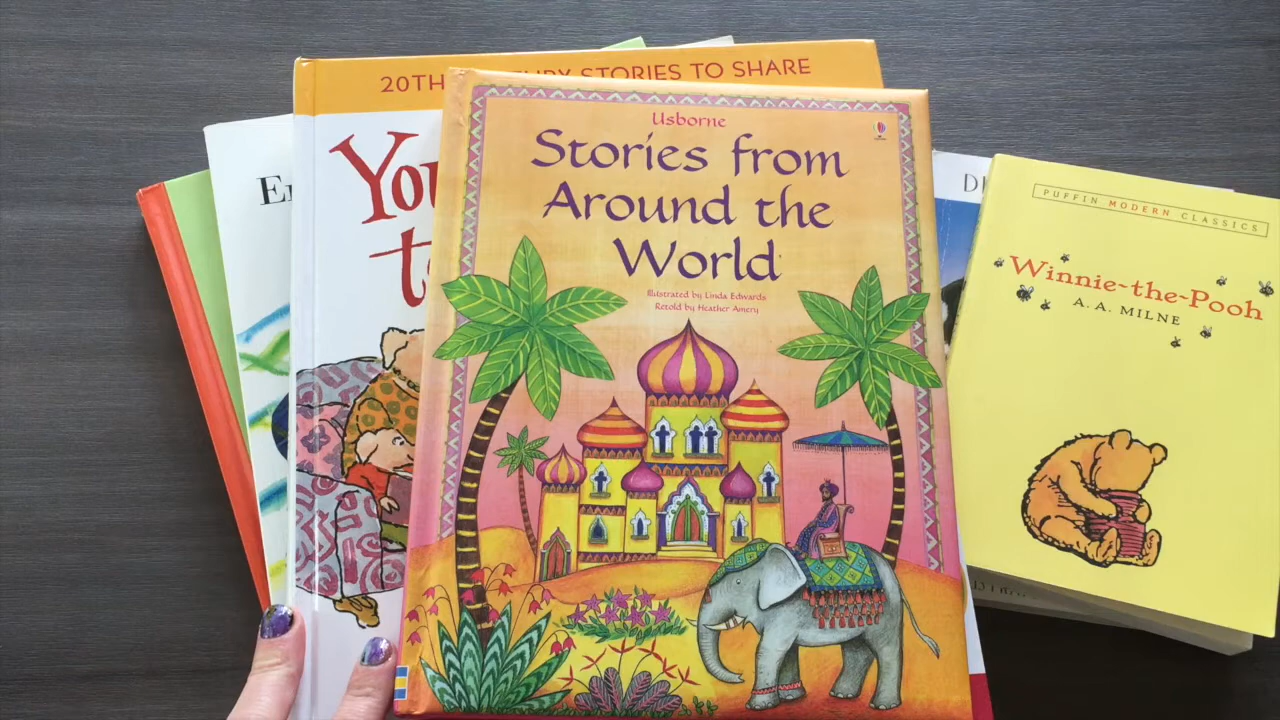 20TH CENTURY STORIES TO SHARE
Usborne
Stories from
Around the
World
Illustrated by Linda Edwards
Retold by Heather Amery
PUFFIN MODERN CLASSICS
Winnie-the-Pooh
A. A. MILNE